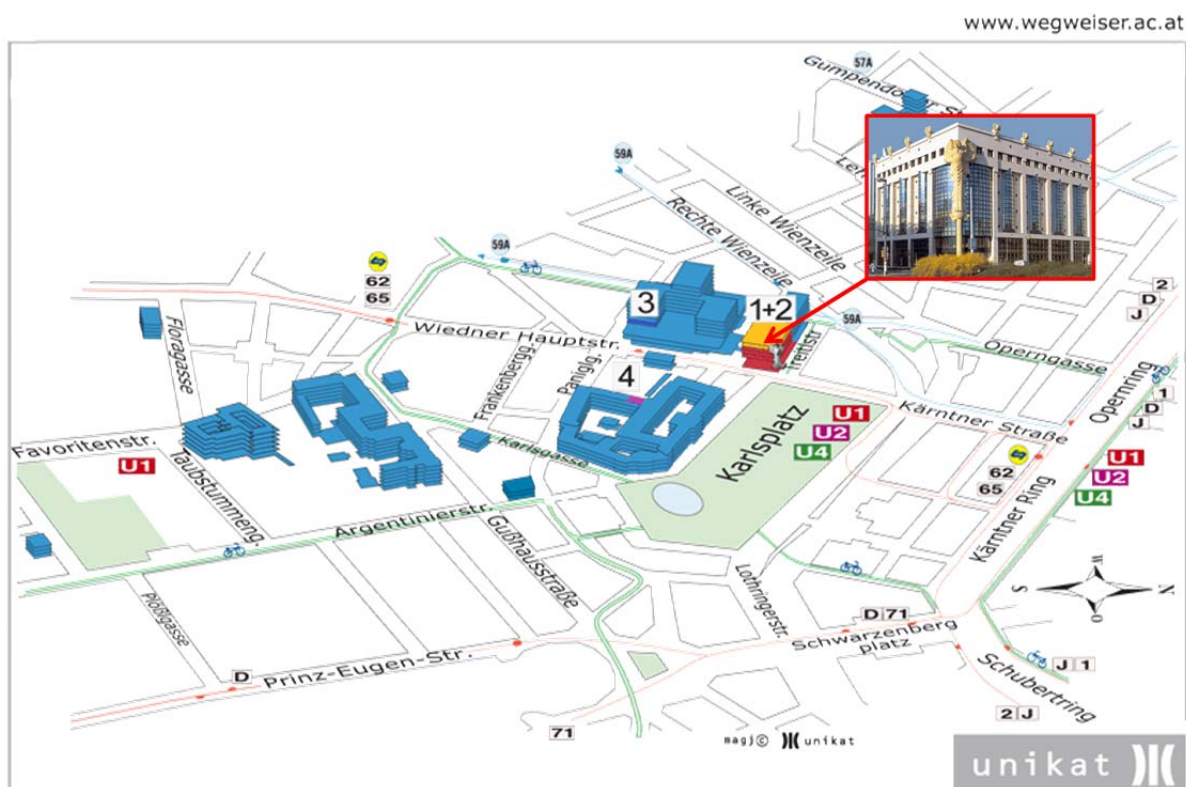 www.wegweiser.ac.at
57A
Gumpendorfer St
59A
Linke Wienzeile
Rechte Wienzeile
59A
62
65
3
1+2
2
D
J
59A
Wiedner Hauptstr.
Operngasse
Floragasse
Frankenbergg.
Paniglg.
4
Karlsplatz
U1
U2
U4
Kärntner Straße
Opernring
1
D
J
Favoritenstr.
U1
Taubstummeng.
Karlsgasse
62
65
U1
U2
U4
Kärntner Ring
Argentinierstr.
Gußhausstraße
Lothringerstr.
W
S
N
O
Plößlgasse
D 71
Schwarzenberg
platz
D
Prinz-Eugen-Str.
J 1
Schubertring
2 J
71
magj© unikat
unikat